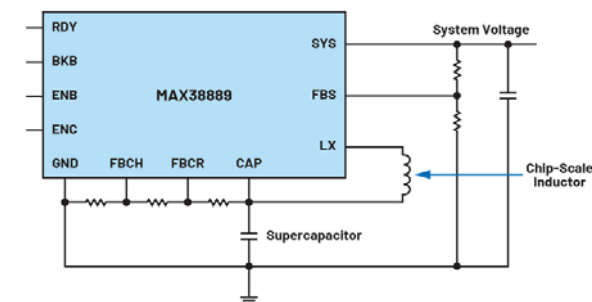 RDY
System Voltage
SYS
BKB
ENB
MAX38889
FBS
ENC
LX
GND
FBCH
FBCR
CAP
Chip-Scale
Inductor
Supercapacitor